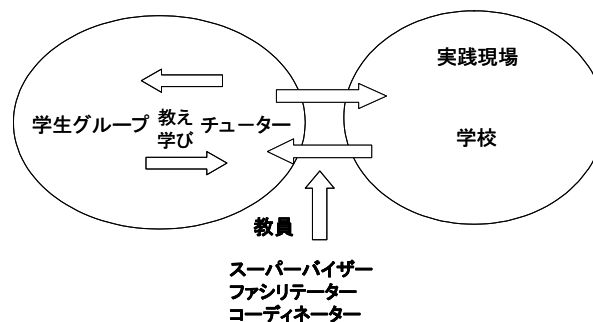 実践現場
学生グループ
教え
学び
チューター
学校
教員
スーパーバイザー
ファシリテーター
コーディネーター